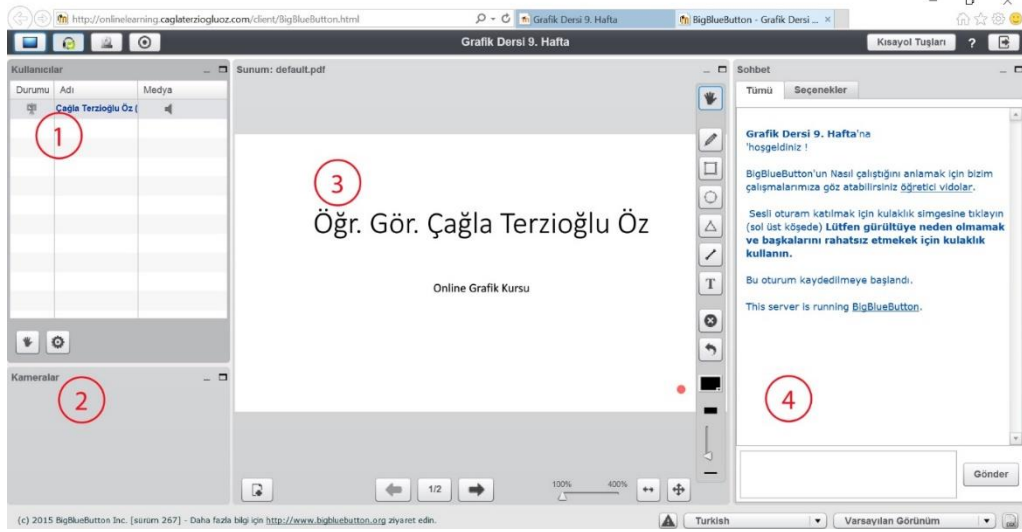 http://onlinelearning.caglaterziogluoz.com/client/BigBlueButton.html
Grafik Dersi 9. Hafta
BigBlueButton - Grafik Dersi ...
Grafik Dersi 9. Hafta
Kısayol Tuşları
?
Kullanıcılar
Durumu Adı Medya
Çağla Terzioğlu Öz (
1
Kameralar
2
Sunum: default.pdf
3
Öğr. Gör. Çağla Terzioğlu Öz
Online Grafik Kursu
T
1/2
100% 400%
Sohbet
Tümü Seçenekler
Grafik Dersi 9. Hafta'na
'hoşgeldiniz !
BigBlueButton'un Nasıl çalıştığını anlamak için bizim
çalışmalarımıza göz atabilirsiniz öğretici vidolar.
Sesli oturam katılmak için kulaklık simgesine tıklayın
(sol üst köşede) Lütfen gürültüye neden olmamak
ve başkalarını rahatsız etmekek için kulaklık
kullanın.
Bu oturum kaydedilmeye başlandı.
This server is running BigBlueButton.
4
Gönder
(c) 2015 BigBlueButton Inc. [sürüm 267] - Daha fazla bilgi için http://www.bigbluebutton.org ziyaret edin.
Turkish
Varsayılan Görünüm